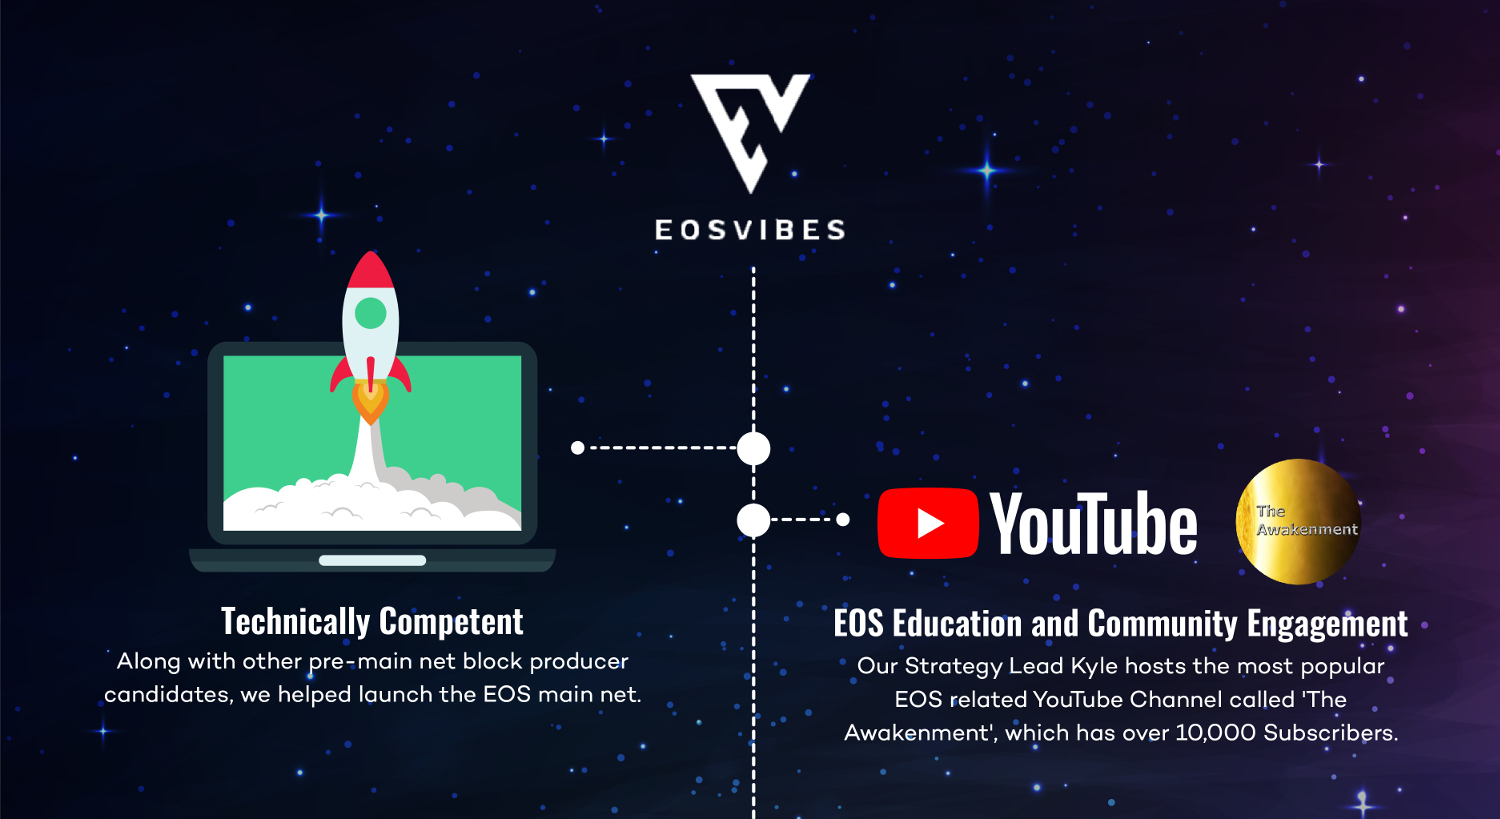 EOSVIBES
Technically Competent
Along with other pre-main net block producer
candidates, we helped launch the EOS main net.
YouTube
The
Awakenment
EOS Education and Community Engagement
Our Strategy Lead Kyle hosts the most popular
EOS related YouTube Channel called 'The
Awakenment', which has over 10,000 Subscribers.